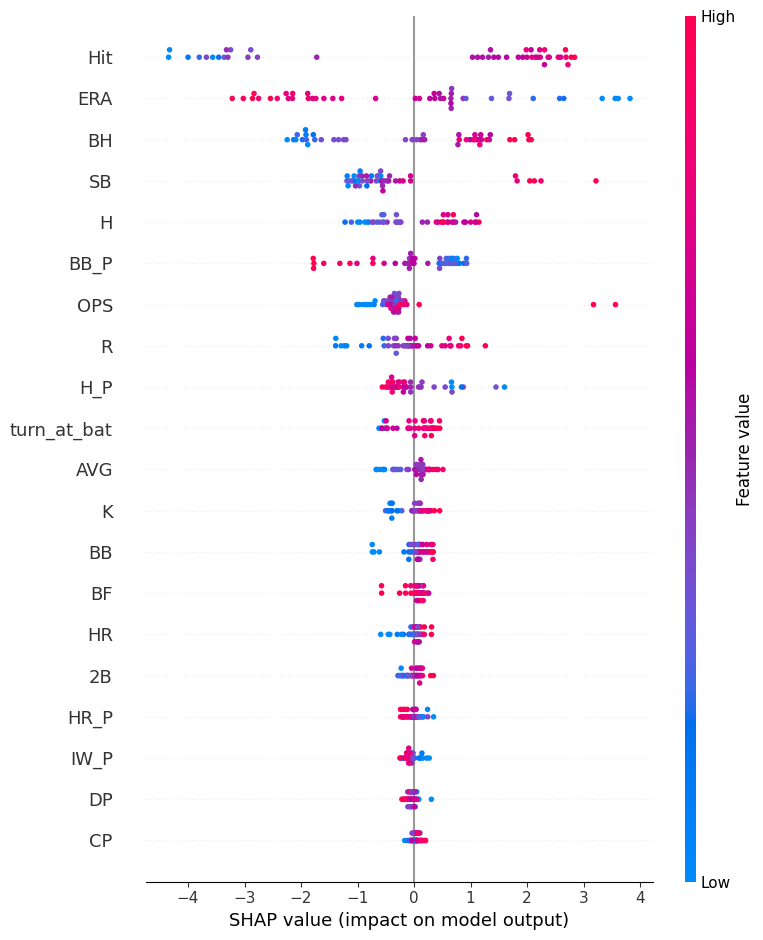 High
Hit
ERA
BH
SB
H
BB_P
OPS
R
H_P
turn_at_bat
AVG
K
BB
BF
HR
2B
HR_P
IW_P
DP
CP
Feature value
Low
−4 −3 −2 −1 0 1 2 3 4
SHAP value (impact on model output)